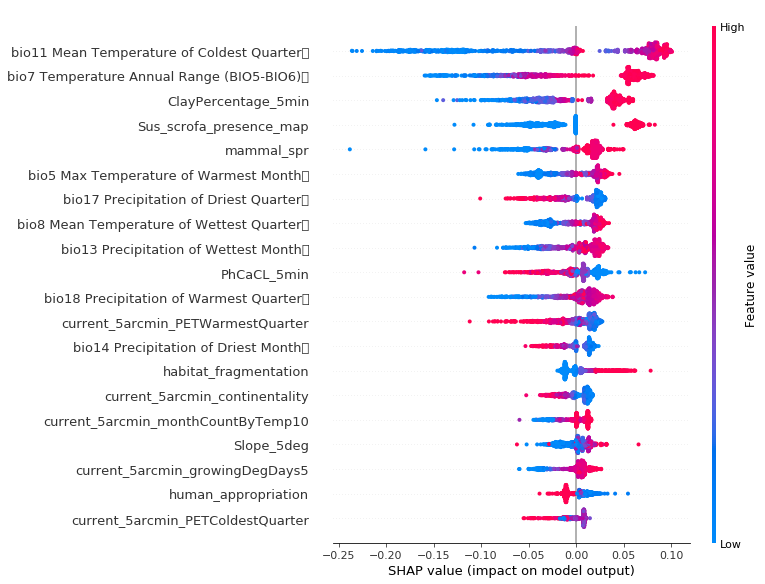 High
bio11 Mean Temperature of Coldest Quarter▯
bio7 Temperature Annual Range (BIO5-BIO6)▯
ClayPercentage_5min
Sus_scrofa_presence_map
mammal_spr
bio5 Max Temperature of Warmest Month▯
bio17 Precipitation of Driest Quarter▯
bio8 Mean Temperature of Wettest Quarter▯
bio13 Precipitation of Wettest Month▯
PhCaCL_5min
bio18 Precipitation of Warmest Quarter▯
current_5arcmin_PETWarmestQuarter
bio14 Precipitation of Driest Month▯
habitat_fragmentation
current_5arcmin_continentality
current_5arcmin_monthCountByTemp10
Slope_5deg
current_5arcmin_growingDegDays5
human_appropriation
current_5arcmin_PETColdestQuarter
Feature value
Low
−0.25 −0.20 −0.15 −0.10 −0.05 0.00 0.05 0.10
SHAP value (impact on model output)